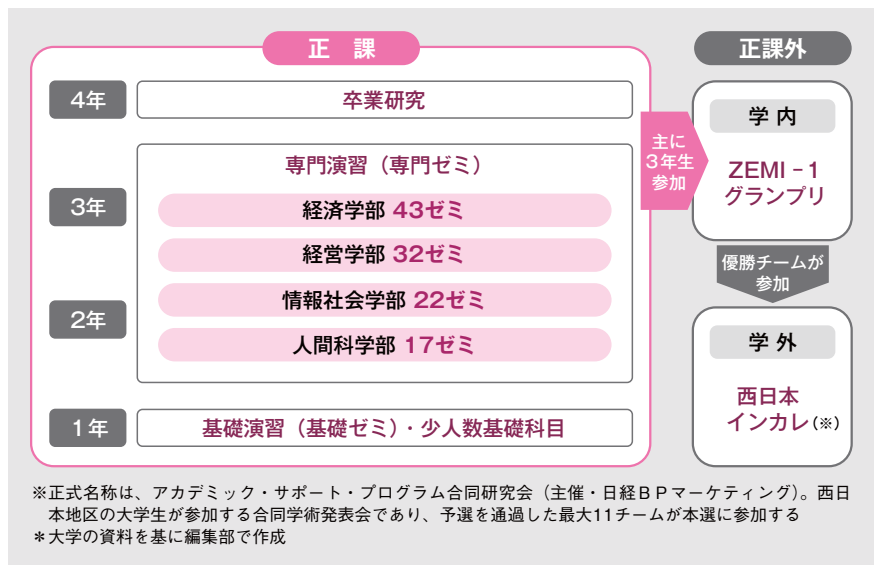 正 課
4年
卒業研究
3年
2年
専門演習（専門ゼミ）
経済学部 43ゼミ
経営学部 32ゼミ
情報社会学部 22ゼミ
人間科学部 17ゼミ
1年
基礎演習（基礎ゼミ）・少人数基礎科目
主に
3年生
参加
正課外
学 内
ZEMI－1
グランプリ
優勝チームが
参加
学 外
西日本
インカレ（※）
※正式名称は、アカデミック・サポート・プログラム合同研究会（主催・日経ＢＰマーケティング）。西日
本地区の大学生が参加する合同学術発表会であり、予選を通過した最大11チームが本選に参加する
＊大学の資料を基に編集部で作成